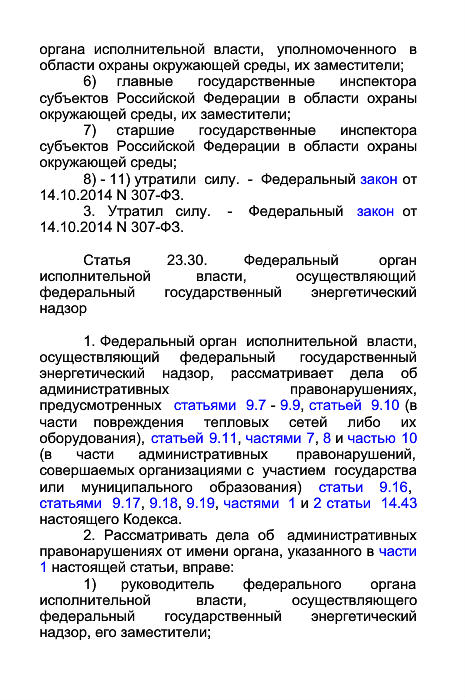 органа исполнительной власти, уполномоченного в
области охраны окружающей среды, их заместители;
6) главные государственные инспектора
субъектов Российской Федерации в области охраны
окружающей среды, их заместители;
7) старшие государственные инспектора
субъектов Российской Федерации в области охраны
окружающей среды;
8) - 11) утратили силу. - Федеральный закон от
14.10.2014 N 307-ФЗ.
3. Утратил силу. - Федеральный закон от
14.10.2014 N 307-ФЗ.
Статья 23.30. Федеральный орган
исполнительной власти, осуществляющий
федеральный государственный энергетический
надзор
1. Федеральный орган исполнительной власти,
осуществляющий федеральный государственный
энергетический надзор, рассматривает дела об
административных правонарушениях,
предусмотренных статьями 9.7 - 9.9, статьей 9.10 (в
части повреждения тепловых сетей либо их
оборудования), статьей 9.11, частями 7, 8 и частью 10
(в части административных правонарушений,
совершаемых организациями с участием государства
или муниципального образования) статьи 9.16,
статьями 9.17, 9.18, 9.19, частями 1 и 2 статьи 14.43
настоящего Кодекса.
2. Рассматривать дела об административных
правонарушениях от имени органа, указанного в части
1 настоящей статьи, вправе:
1) руководитель федерального органа
исполнительной власти, осуществляющего
федеральный государственный энергетический
надзор, его заместители;